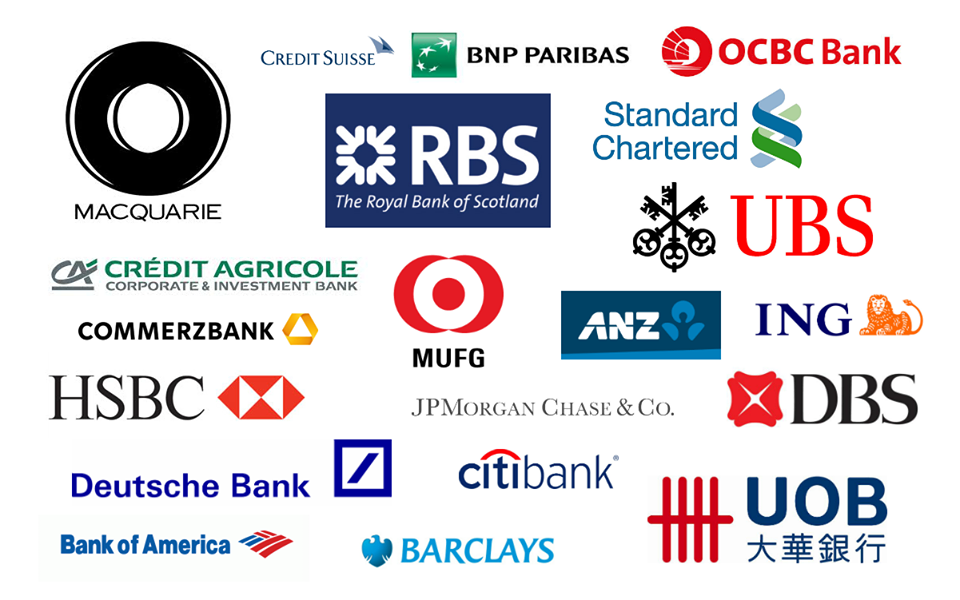 CREDIT SUISSE
BNP PARIBAS
OCBC Bank
MACQUARIE
RBS
The Royal Bank of Scotland
Standard
Chartered
UBS
CA CRÉDIT AGRICOLE
CORPORATE & INVESTMENT BANK
COMMERZBANK
MUFG
ANZ
ING
HSBC
JPMORGAN CHASE & CO.
DBS
Deutsche Bank
citibank®
UOB
大華銀行
Bank of America
BARCLAYS